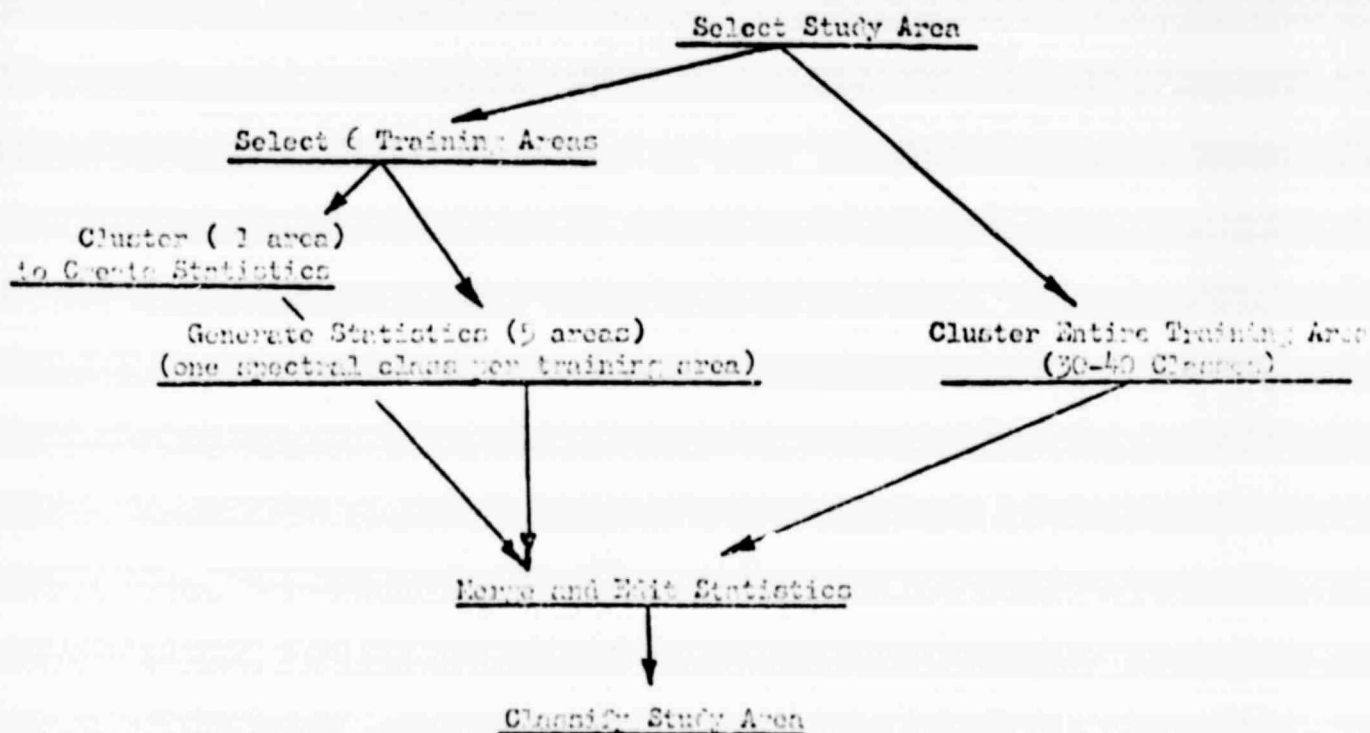 Select Study Area
Select 6 Training Areas
Cluster ( 1 area)
to Create Statistics
Generate Statistics (5 areas)
(one spectral class per training area)
Cluster Entire Training Area
(30-40 Classes)
Merge and Edit Statistics
Classify Study Area